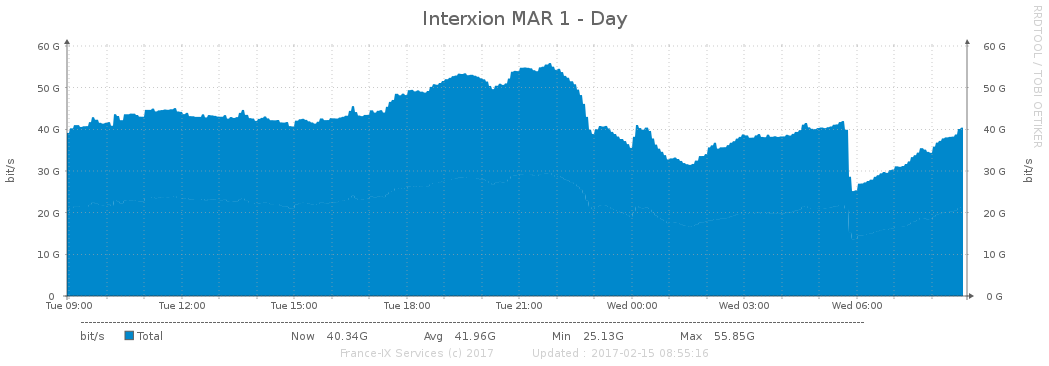 Interxion MAR 1 - Day
RRDTOOL / TOBI OETIKER
bit/s
bit/s
60 G 60 G
50 G 50 G
40 G 40 G
30 G 30 G
20 G 20 G
10 G 10 G
0 0 G
Tue 09:00 Tue 12:00 Tue 15:00 Tue 18:00 Tue 21:00 Wed 00:00 Wed 03:00 Wed 06:00
bit/s Total Now 40.34G Avg 41.96G Min 25.13G Max 55.85G
France-IX Services (c) 2017 Updated : 2017-02-15 08:55:16